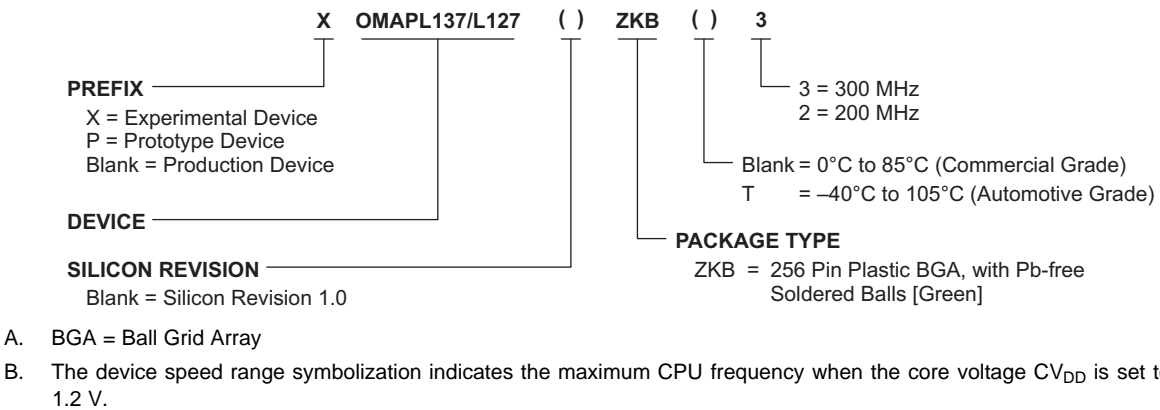 X OMAPL137/L127 ( ) ZKB ( ) 3
PREFIX
X = Experimental Device
P = Prototype Device
Blank = Production Device
3 = 300 MHz
2 = 200 MHz
Blank = 0°C to 85°C (Commercial Grade)
T = –40°C to 105°C (Automotive Grade)
DEVICE
PACKAGE TYPE
ZKB = 256 Pin Plastic BGA, with Pb-free
Soldered Balls [Green]
SILICON REVISION
Blank = Silicon Revision 1.0
A. BGA = Ball Grid Array
B. The device speed range symbolization indicates the maximum CPU frequency when the core voltage CVDD is set
1.2 V.